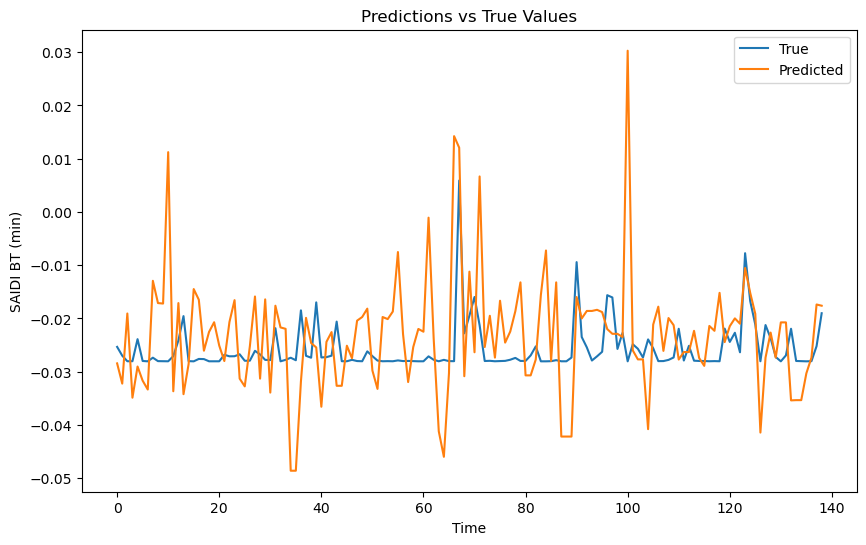 Predictions vs True Values
True
Predicted
SAIDI BT (min)
0.03
0.02
0.01
0.00
−0.01
−0.02
−0.03
−0.04
−0.05
0 20 40 60 80 100 120 140
Time